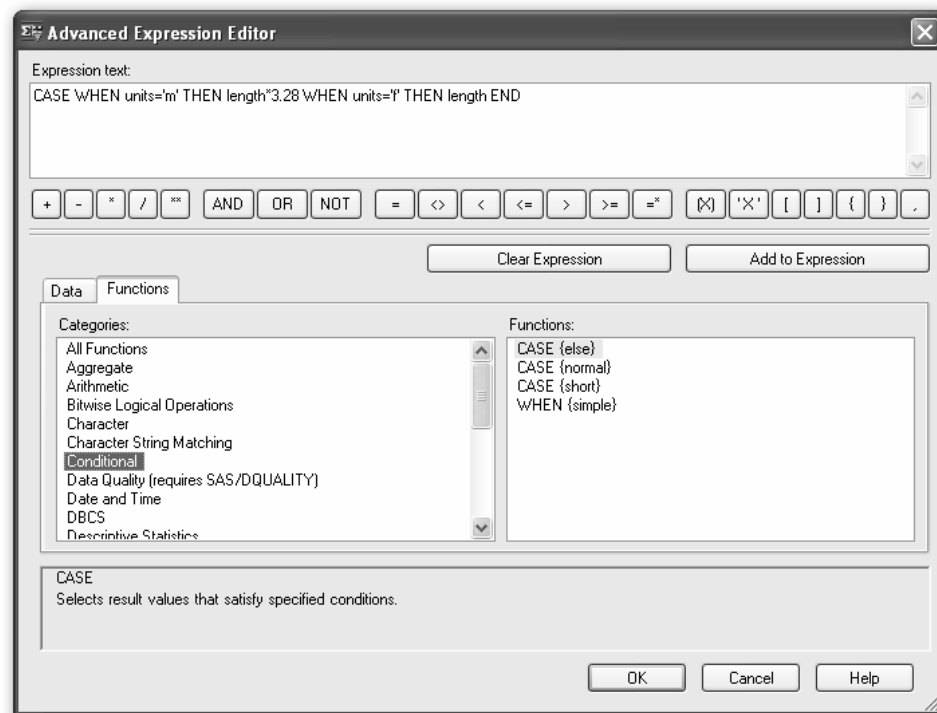 Advanced Expression Editor
Expression text:
CASE WHEN units='m' THEN length*3.28 WHEN units='f' THEN length END
+ - * / ** AND OR NOT = <> < <= > >= =* (X) 'X' [ ] { } ,
Clear Expression Add to Expression
Data Functions
Categories:
All Functions
Aggregate
Arithmetic
Bitwise Logical Operations
Character
Character String Matching
Conditional
Data Quality (requires SAS/DQUALITY)
Date and Time
DBCS
Descriptive Statistics
Functions:
CASE {else}
CASE {normal}
CASE {short}
WHEN {simple}
CASE
Selects result values that satisfy specified conditions.
OK Cancel Help